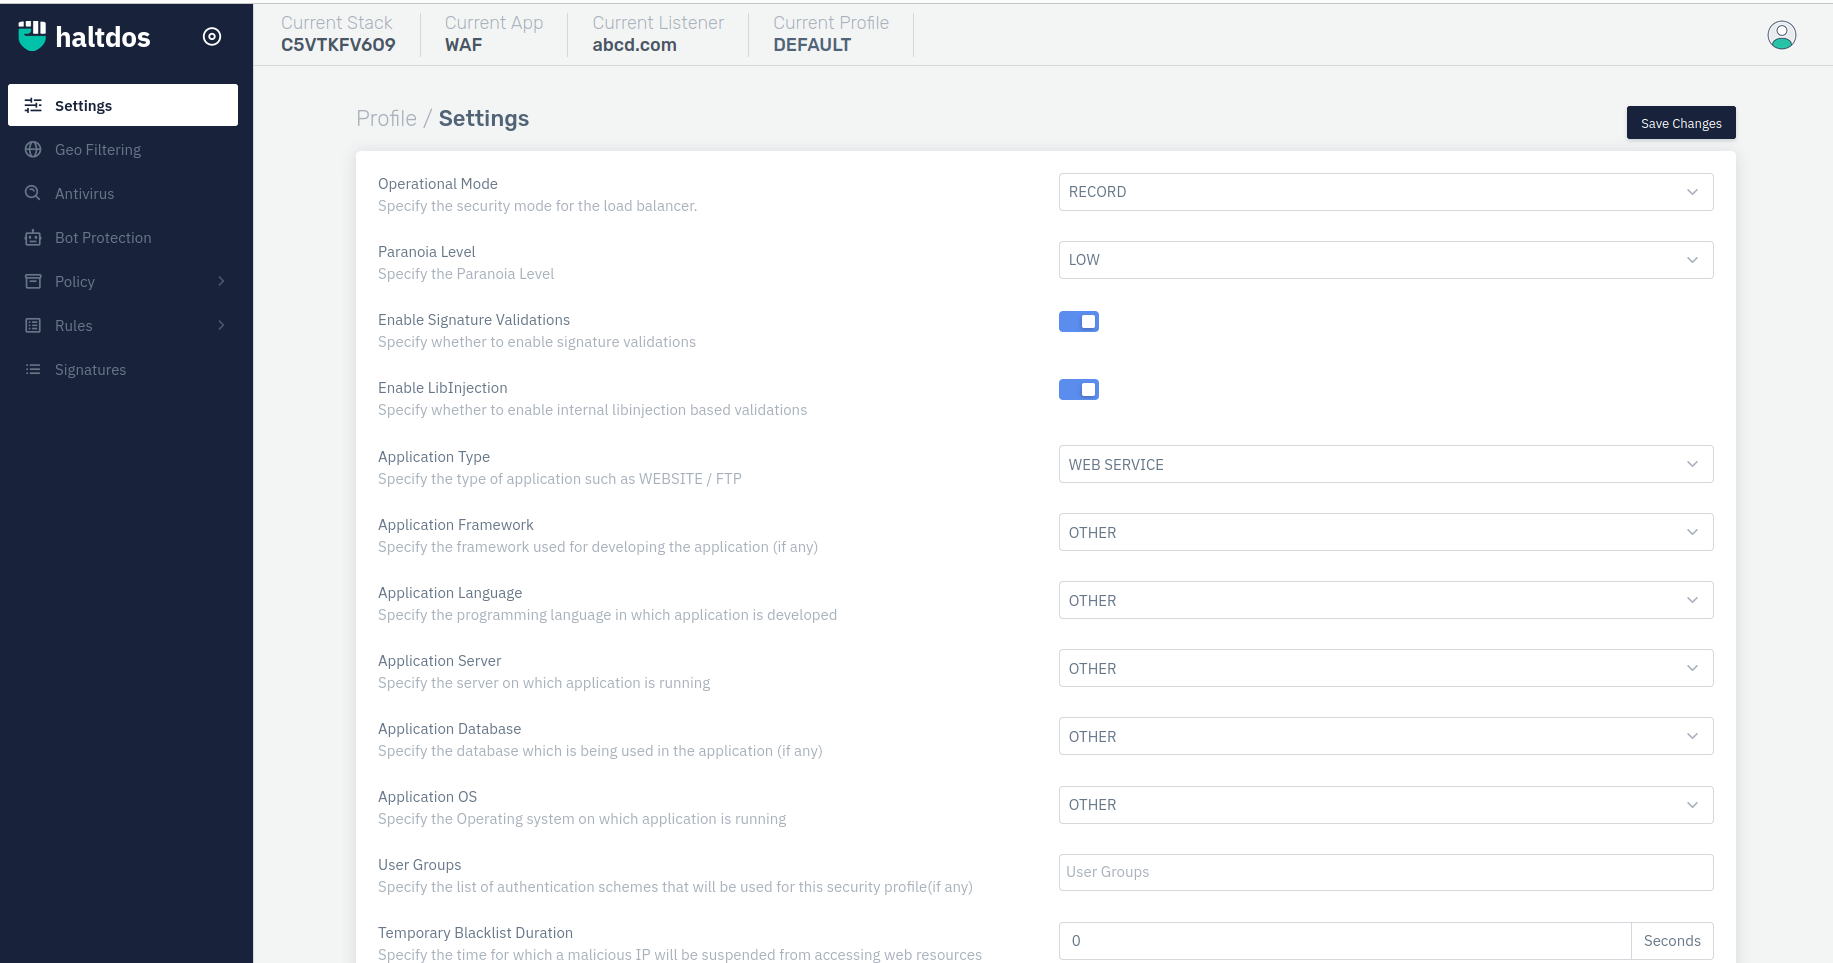 haltdos
Current Stack
C5VTKFV6O9
Current App
WAF
Current Listener
abcd.com
Current Profile
DEFAULT
Settings
Geo Filtering
Antivirus
Bot Protection
Policy
Rules
Signatures
Profile / Settings
Save Changes
Operational Mode
Specify the security mode for the load balancer.
RECORD
Paranoia Level
Specify the Paranoia Level
LOW
Enable Signature Validations
Specify whether to enable signature validations
Enable LibInjection
Specify whether to enable internal libinjection based validations
Application Type
Specify the type of application such as WEBSITE / FTP
WEB SERVICE
Application Framework
Specify the framework used for developing the application (if any)
OTHER
Application Language
Specify the programming language in which application is developed
OTHER
Application Server
Specify the server on which application is running
OTHER
Application Database
Specify the database which is being used in the application (if any)
OTHER
Application OS
Specify the Operating system on which application is running
OTHER
User Groups
Specify the list of authentication schemes that will be used for this security profile(if any)
User Groups
Temporary Blacklist Duration
Specify the time for which a malicious IP will be suspended from accessing web resources
0
Seconds